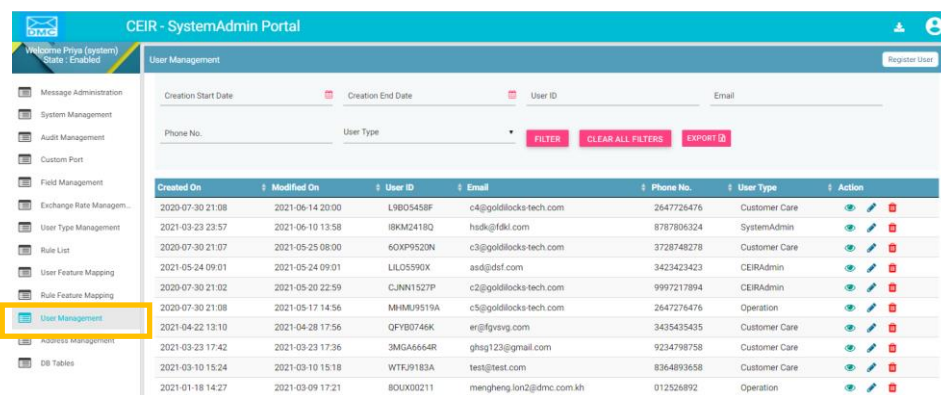 DMC
CEIR - SystemAdmin Portal
Welcome Priya (system)
State : Enabled
User Management
Register User
Message Administration
System Management
Audit Management
Custom Port
Field Management
Exchange Rate Managem...
User Type Management
Rule List
User Feature Mapping
Rule Feature Mapping
User Management
Address Management
DB Tables
Creation Start Date Creation End Date User ID Email
Phone No. User Type FILTER CLEAR ALL FILTERS EXPORT
Created On Modified On User ID Email Phone No. User Type Action
2020-07-30 21:08 2021-06-14 20:00 L9BO5458F c4@goldilocks-tech.com 2647726476 Customer Care
2021-03-23 23:57 2021-06-10 13:58 I8KM2418Q hsdk@fdkl.com 8787806324 SystemAdmin
2020-07-30 21:07 2021-05-25 08:00 6OXP9520N c3@goldilocks-tech.com 3728748278 Customer Care
2021-05-24 09:01 2021-05-24 09:01 LILO5590X asd@dsf.com 3423423423 CEIRAdmin
2020-07-30 21:02 2021-05-20 22:59 CJNN1527P c2@goldilocks-tech.com 9997217894 CEIRAdmin
2020-07-30 21:08 2021-05-17 14:56 MHMU9519A c5@goldilocks-tech.com 2647276476 Operation
2021-04-22 13:10 2021-04-28 17:56 QFYB0746K er@fgvsvg.com 3435435435 Customer Care
2021-03-23 17:42 2021-03-23 17:36 3MGA6664R ghsg123@gmail.com 9234798758 Customer Care
2021-03-10 15:24 2021-03-10 15:18 WTFJ9183A test@test.com 8364893658 Customer Care
2021-01-18 14:27 2021-03-09 17:21 8OUX00211 mengheng.lon2@dmc.com.kh 012526892 Operation